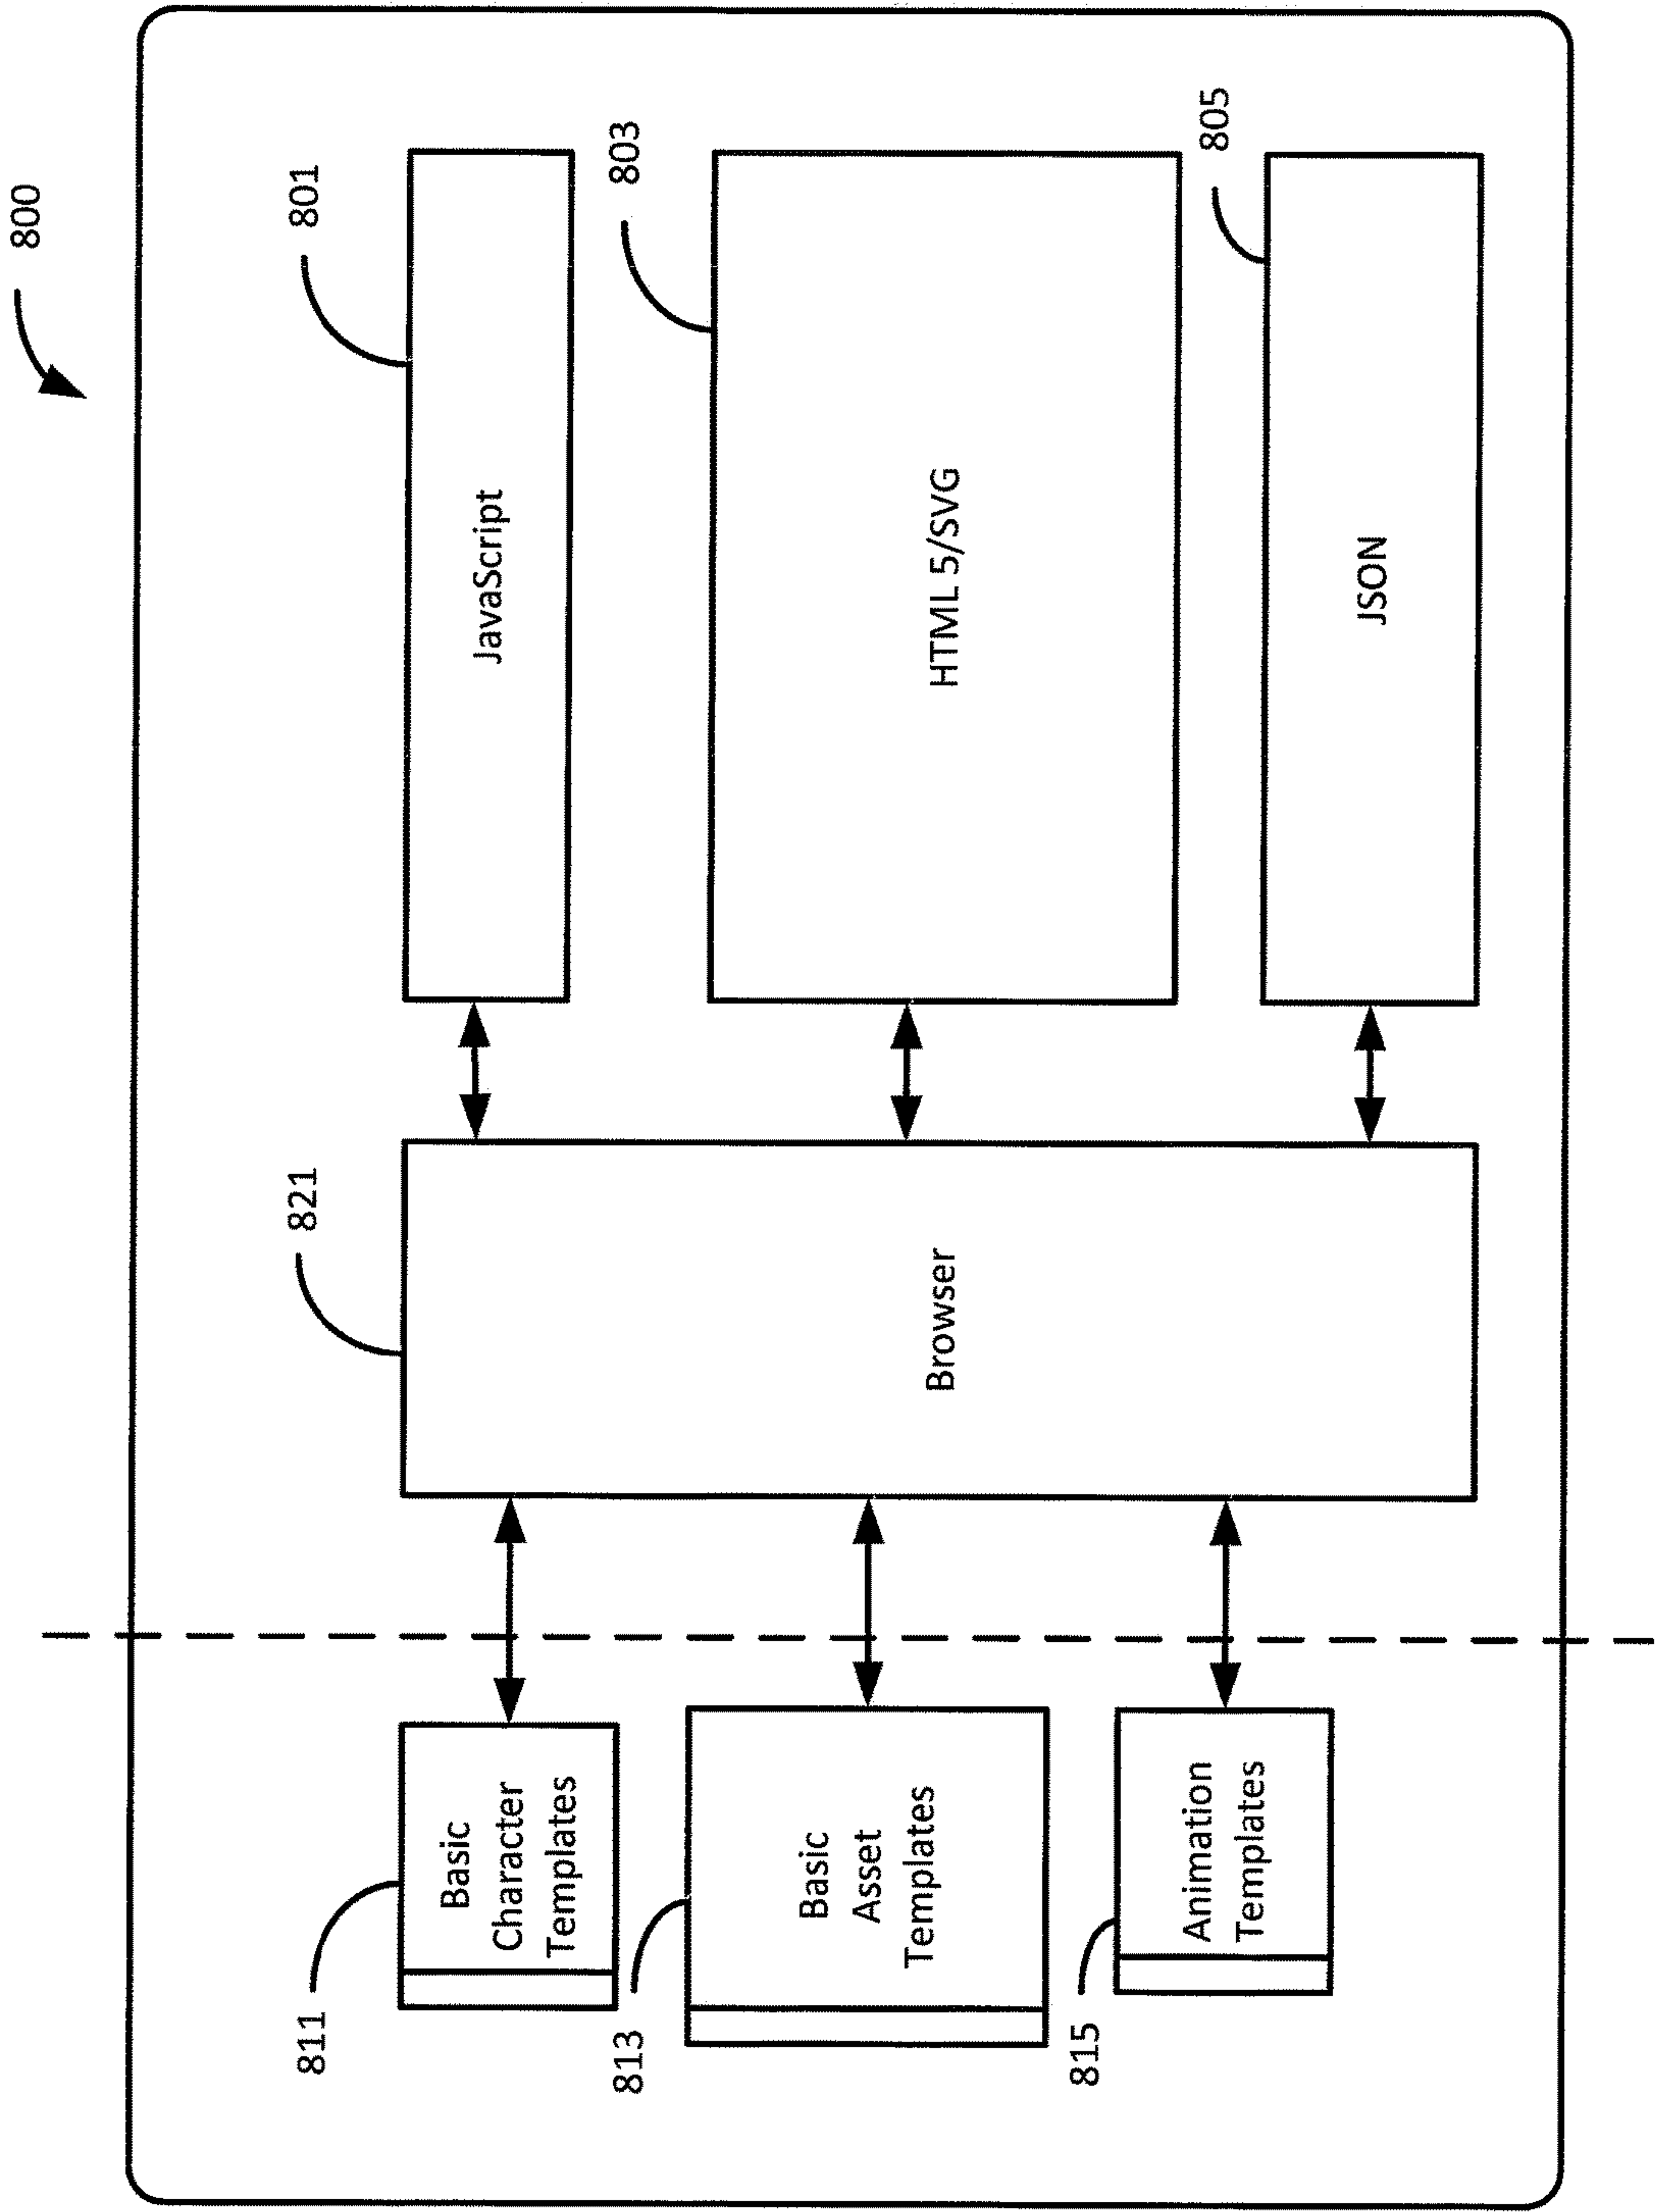 800
811
821
801
Basic
Character
Templates
JavaScript
813
803
Basic
Asset
Templates
Browser
HTML 5/SVG
815
805
Animation
Templates
JSON